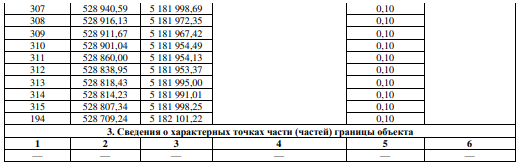 307 528 940,59 5 181 998,69 0,10
308 528 916,13 5 181 972,35 0,10
309 528 911,67 5 181 967,42 0,10
310 528 901,04 5 181 954,49 0,10
311 528 860,00 5 181 954,13 0,10
312 528 838,95 5 181 953,37 0,10
313 528 818,43 5 181 995,00 0,10
314 528 814,23 5 181 991,01 0,10
315 528 807,34 5 181 998,25 0,10
194 528 709,24 5 182 101,22 0,10
3. Сведения о характерных точках части (частей) границы объекта
1 2 3 4 5 6
— — — — — —